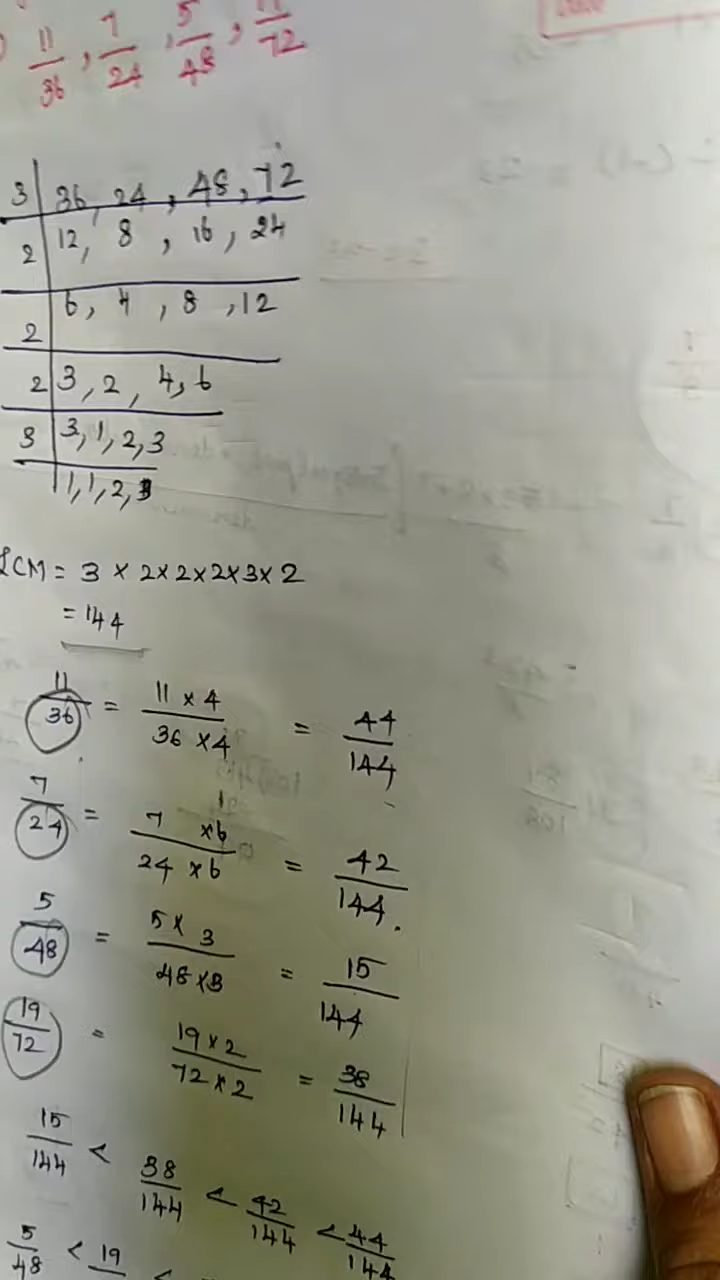 11/36, 7/24, 5/48, /72
3 | 36, 24, 48, 72
2 | 12, 8, 16, 24
2 | 6, 4, 8, 12
2 | 3, 2, 4, 6
3 | 3, 1, 2, 3
1, 1, 2,
LCM = 3 × 2 × 2 × 2 × 3 × 2
= 144
11/36 = 11 × 4/36 × 4 = 44/144
7/24 = 7 × 6/24 × 6 = 42/144.
5/48 = 5 × 3/48 × 3 = 15/144
19/72 = 19 × 2/72 × 2 = 38/144
15/144 < 38/144 < 42/144 < 44/144
5/48 < 19/ <